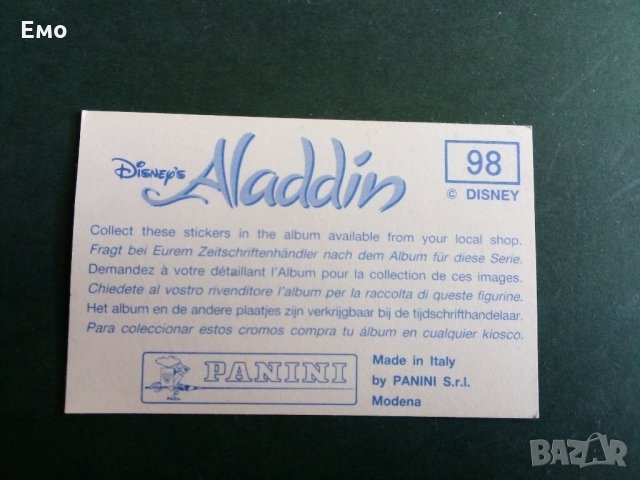 Emo
Disney's Aladdin
98
© DISNEY
Collect these stickers in the album available from your local shop.
Fragt bei Eurem Zeitschriftenhändler nach dem Album für diese Serie.
Demandez à votre détaillant l'Album pour la collection de ces images.
Chiedete al vostro rivenditore l'album per la raccolta di queste figurine.
Het album en de andere plaatjes zijn verkrijgbaar bij de tijdschrifthandelaar.
Para coleccionar estos cromos compra tu álbum en cualquier kiosco.
PANINI
Made in Italy
by PANINI S.r.l.
Modena
BAZAR